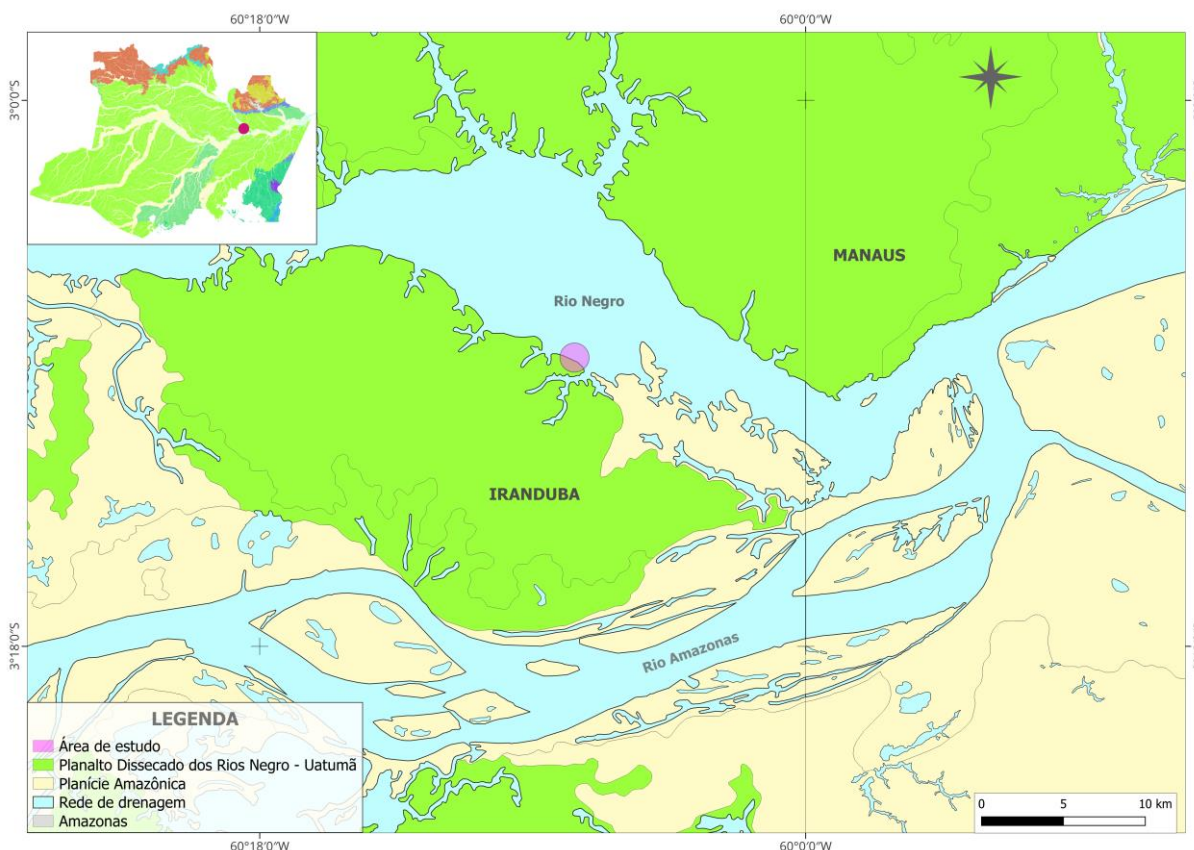 60°18'0"W
60°0'0"W
3°0'0"S
MANAUS
Rio Negro
IRANDUBA
Rio Amazonas
3°18'0"S
LEGENDA
Área de estudo
Planalto Dissecado dos Rios Negro - Uatumã
Planície Amazônica
Rede de drenagem
Amazonas
0 5 10 km
60°18'0"W
60°0'0"W